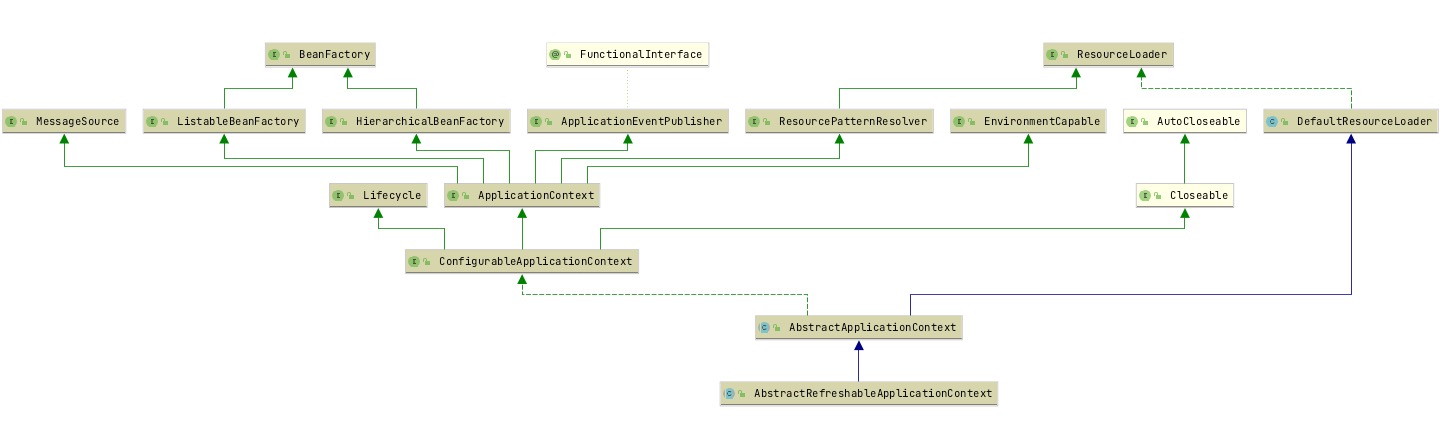 BeanFactory
FunctionalInterface
ResourceLoader
MessageSource
ListableBeanFactory
HierarchicalBeanFactory
ApplicationEventPublisher
ResourcePatternResolver
EnvironmentCapable
AutoCloseable
DefaultResourceLoader
Lifecycle
ApplicationContext
Closeable
ConfigurableApplicationContext
AbstractApplicationContext
AbstractRefreshableApplicationContext